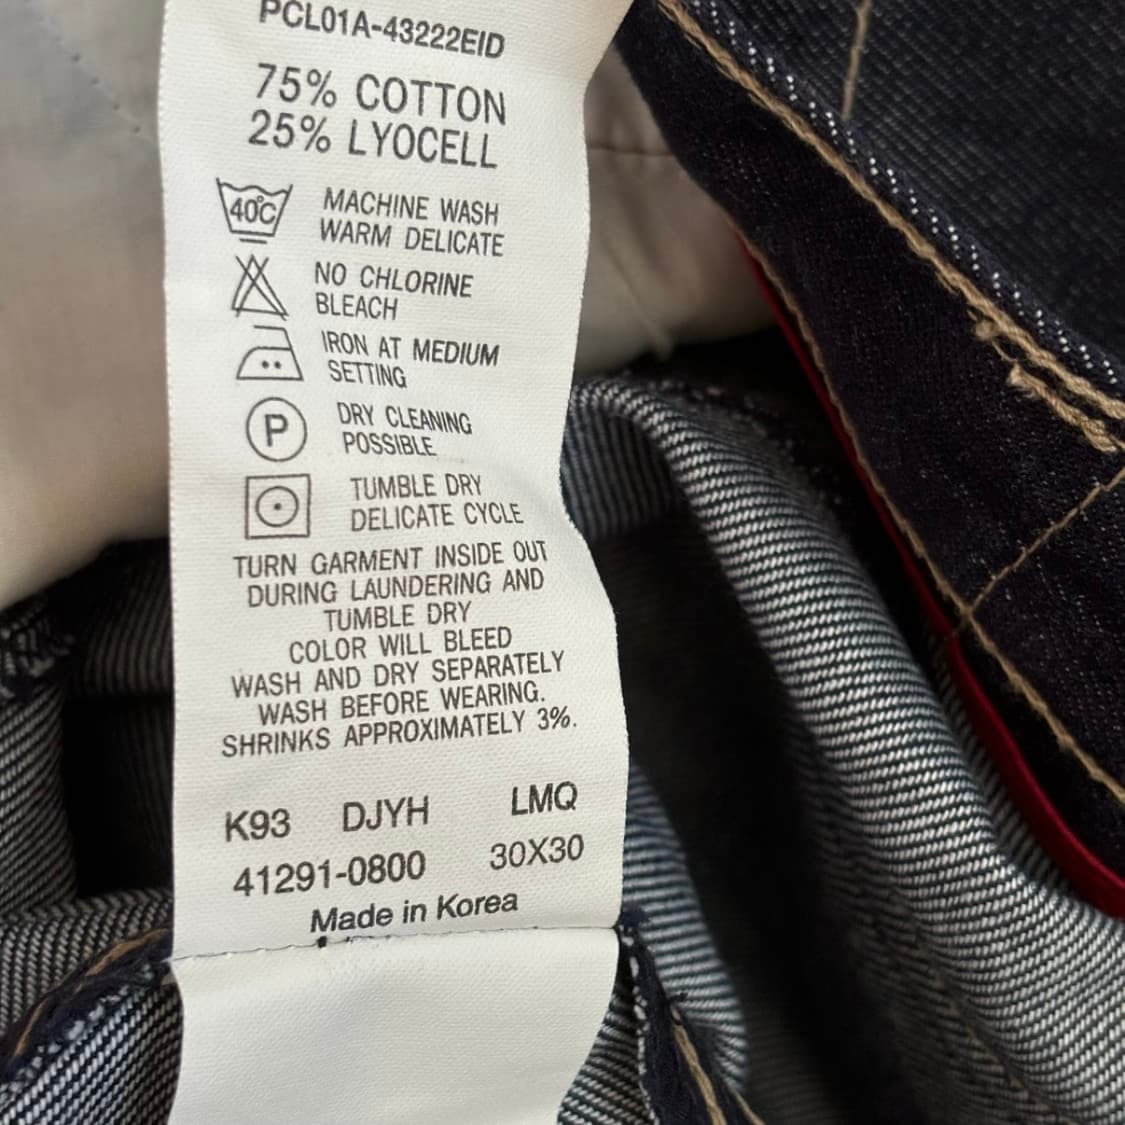 PCL01A-43222EID
75% COTTON
25% LYOCELL
40°C MACHINE WASH
WARM DELICATE
NO CHLORINE
BLEACH
IRON AT MEDIUM
SETTING
P DRY CLEANING
POSSIBLE
TUMBLE DRY
DELICATE CYCLE
TURN GARMENT INSIDE OUT
DURING LAUNDERING AND
TUMBLE DRY
COLOR WILL BLEED
WASH AND DRY SEPARATELY
WASH BEFORE WEARING.
SHRINKS APPROXIMATELY 3%.
K93 DJYH LMQ
41291-0800 30X30
Made in Korea